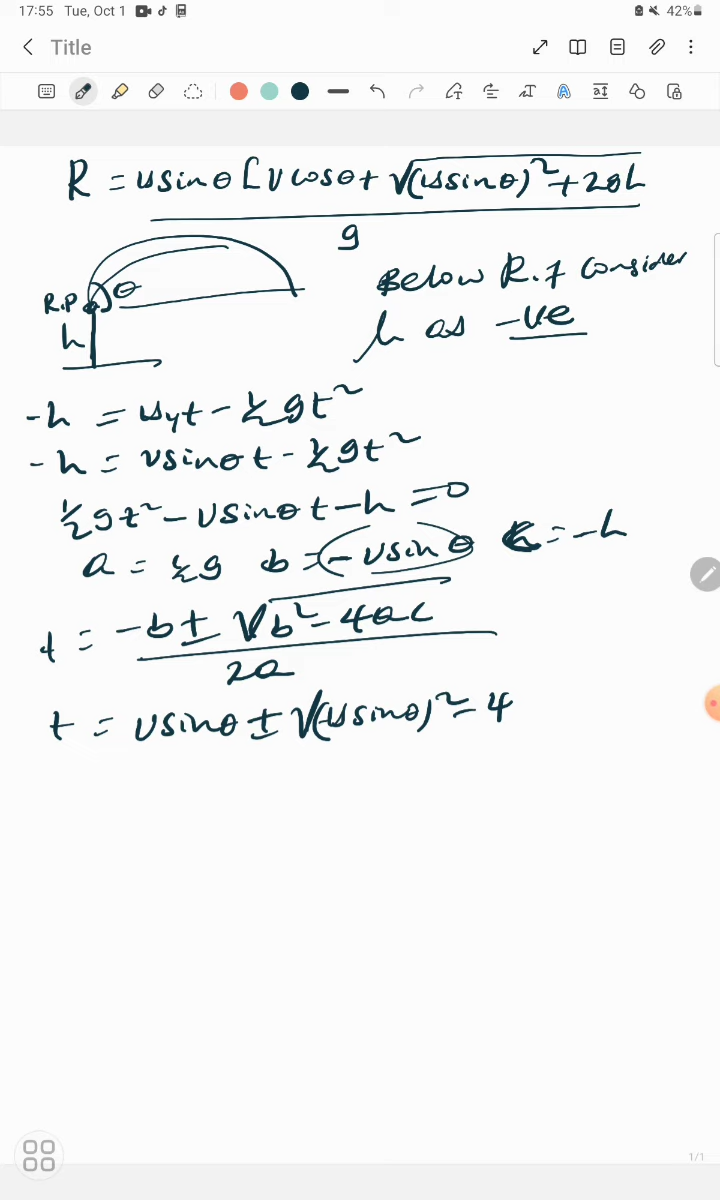 17:55 Tue, Oct 1 42%
Title
R = usinθ [Ucosθ + √(usinθ)²+2gh
g
Below R.f consider
R.P θ
h as -ve
h
-h = uyt - ½gt²
-h = usinθt - ½gt²
½gt² - usinθt - h = 0
a = ½g b = -usinθ c = -h
t = -b ± √b² - 4ac
2a
t = usinθ ± √(usinθ)² - 4
1/1